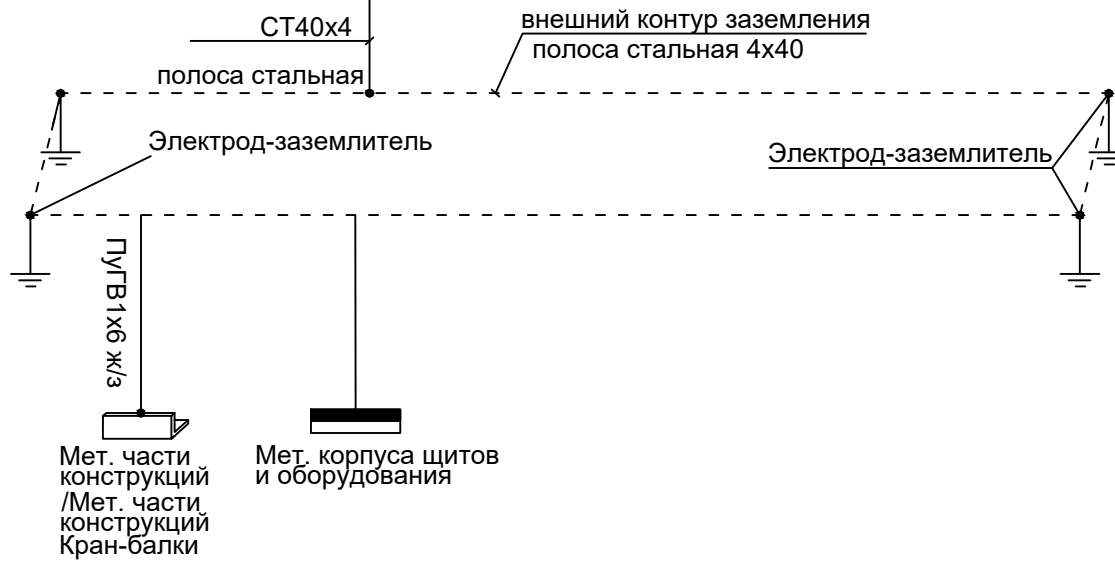 СТ40х4
внешний контур заземления
полоса стальная 4х40
полоса стальная
Электрод-заземлитель
Электрод-заземлитель
ПуГВ1х6 ж/з
Мет. части
конструкций
/Мет. части
конструкций
Кран-балки
Мет. корпуса щитов
и оборудования